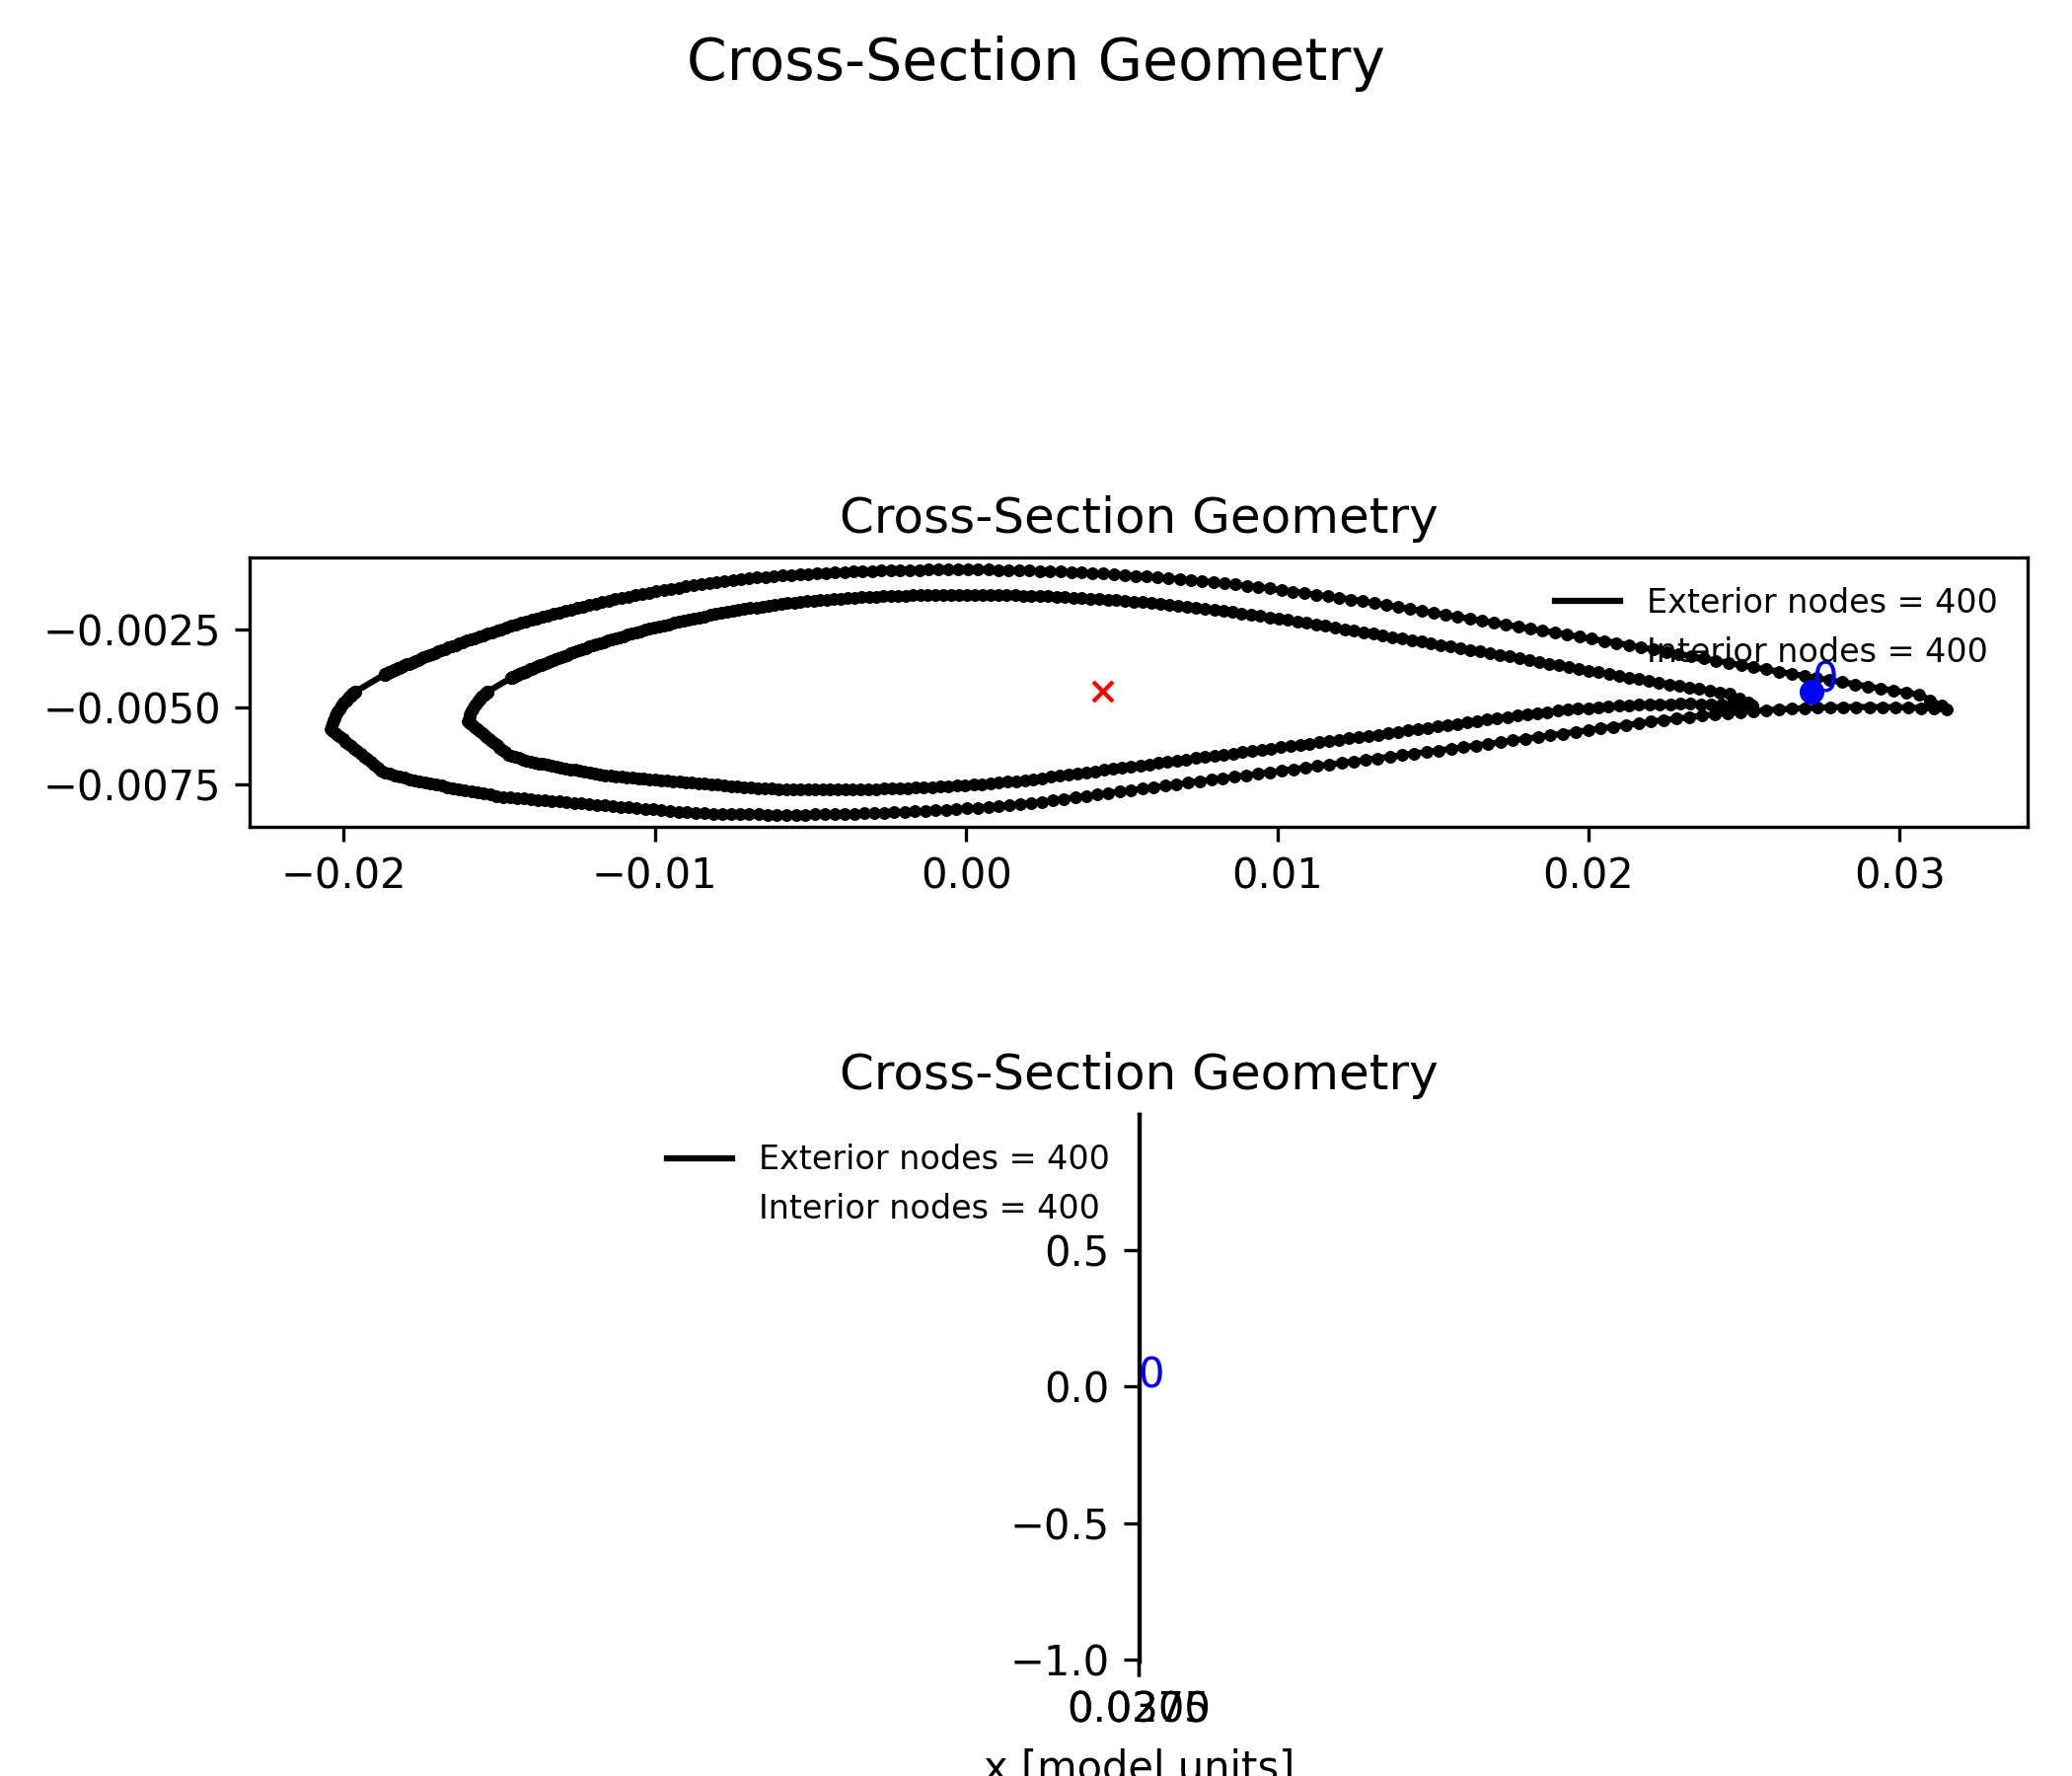 Cross-Section Geometry
Cross-Section Geometry
Exterior nodes = 400
Interior nodes = 400
0
−0.0025
−0.0050
−0.0075
−0.02 −0.01 0.00 0.01 0.02 0.03
Cross-Section Geometry
Exterior nodes = 400
Interior nodes = 400
0.5
0.0
0
−0.5
−1.0
x [model units]